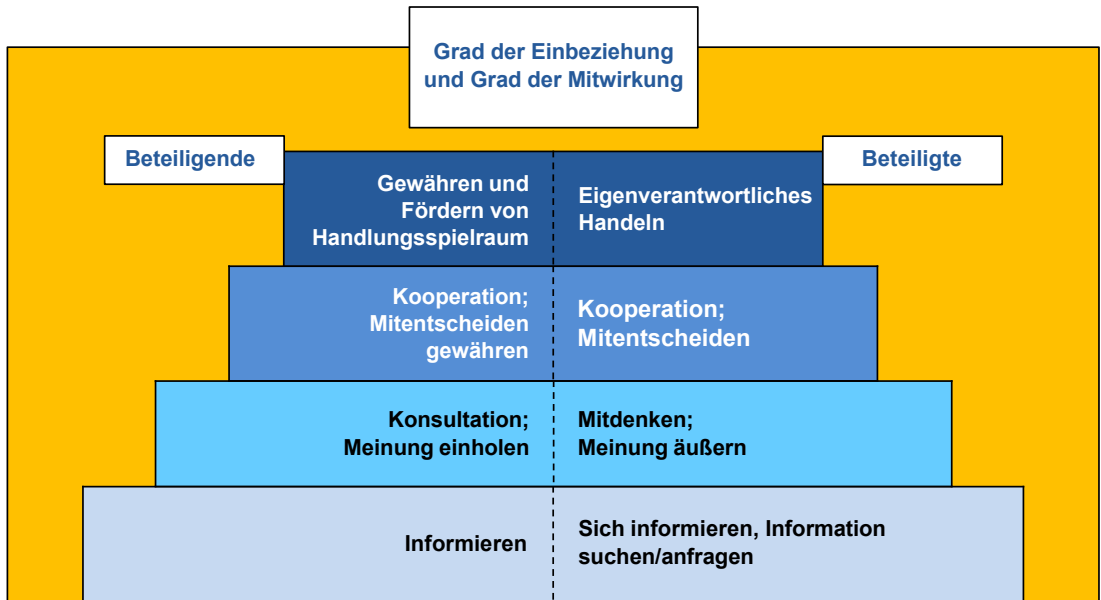 Grad der Einbeziehung
und Grad der Mitwirkung
Beteiligende
Beteiligte
Gewähren und
Fördern von
Handlungsspielraum
Eigenverantwortliches
Handeln
Kooperation;
Mitentscheiden
gewähren
Kooperation;
Mitentscheiden
Konsultation;
Meinung einholen
Mitdenken;
Meinung äußern
Informieren
Sich informieren, Information
suchen/anfragen